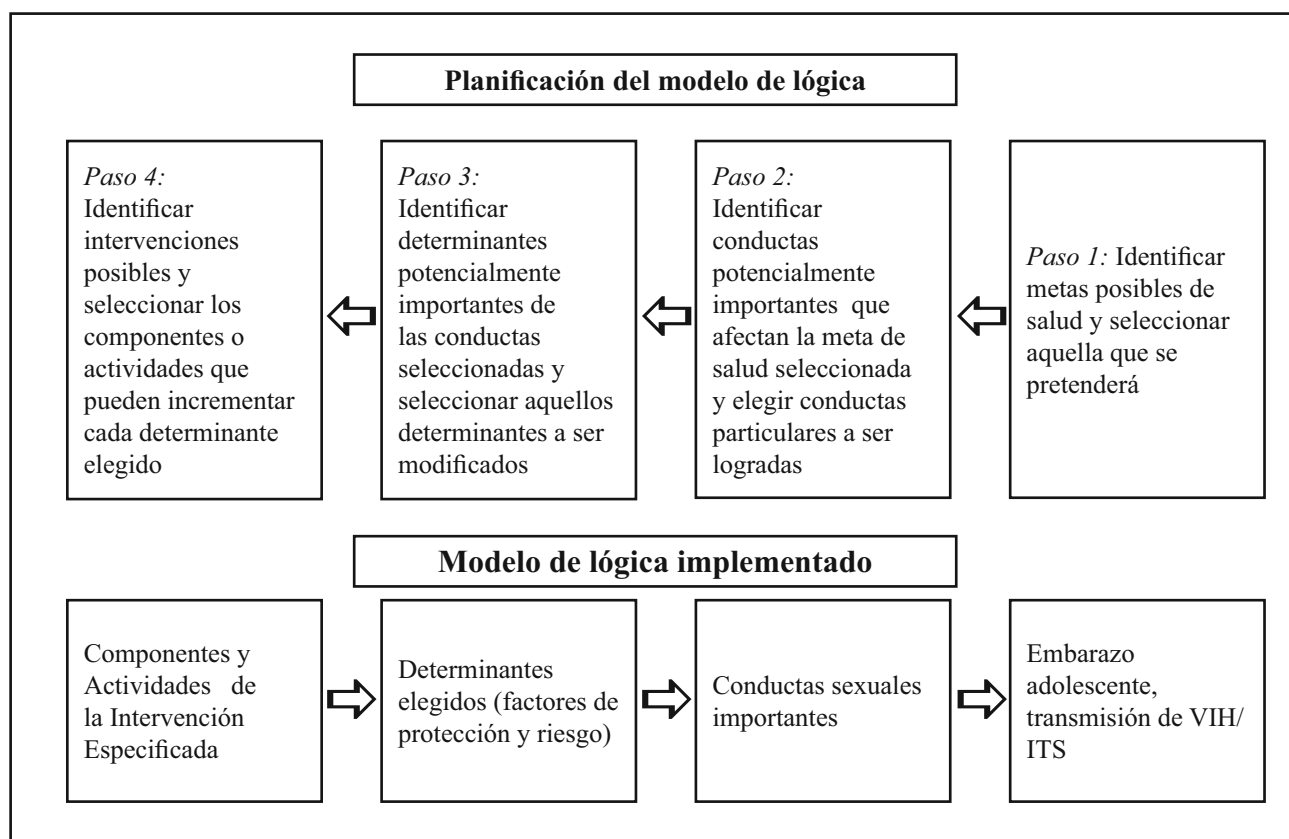 Planificación del modelo de lógica
Paso 4:
Identificar
intervenciones
posibles y
seleccionar los
componentes o
actividades que
pueden incrementar
cada determinante
elegido
Paso 3:
Identificar
determinantes
potencialmente
importantes de
las conductas
seleccionadas y
seleccionar aquellos
determinantes a ser
modificados
Paso 2:
Identificar
conductas
potencialmente
importantes que
afectan la meta de
salud seleccionada
y elegir conductas
particulares a ser
logradas
Paso 1: Identificar
metas posibles de
salud y seleccionar
aquella que se
pretenderá
Modelo de lógica implementado
Componentes y
Actividades de
la Intervención
Especificada
Determinantes
elegidos (factores de
protección y riesgo)
Conductas sexuales
importantes
Embarazo
adolescente,
transmisión de VIH/
ITS